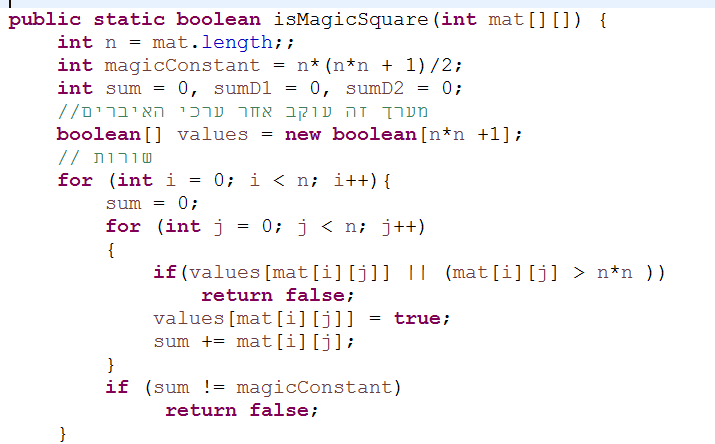 public static boolean isMagicSquare(int mat[][]) {
int n = mat.length;;
int magicConstant = n*(n*n + 1)/2;
int sum = 0, sumD1 = 0, sumD2 = 0;
//מערך זה עוקב אחר ערכי האיברים
boolean[] values = new boolean[n*n +1];
// שורות
for (int i = 0; i < n; i++){
sum = 0;
for (int j = 0; j < n; j++)
{
if(values[mat[i][j]] || (mat[i][j] > n*n ))
return false;
values[mat[i][j]] = true;
sum += mat[i][j];
}
if (sum != magicConstant)
return false;
}